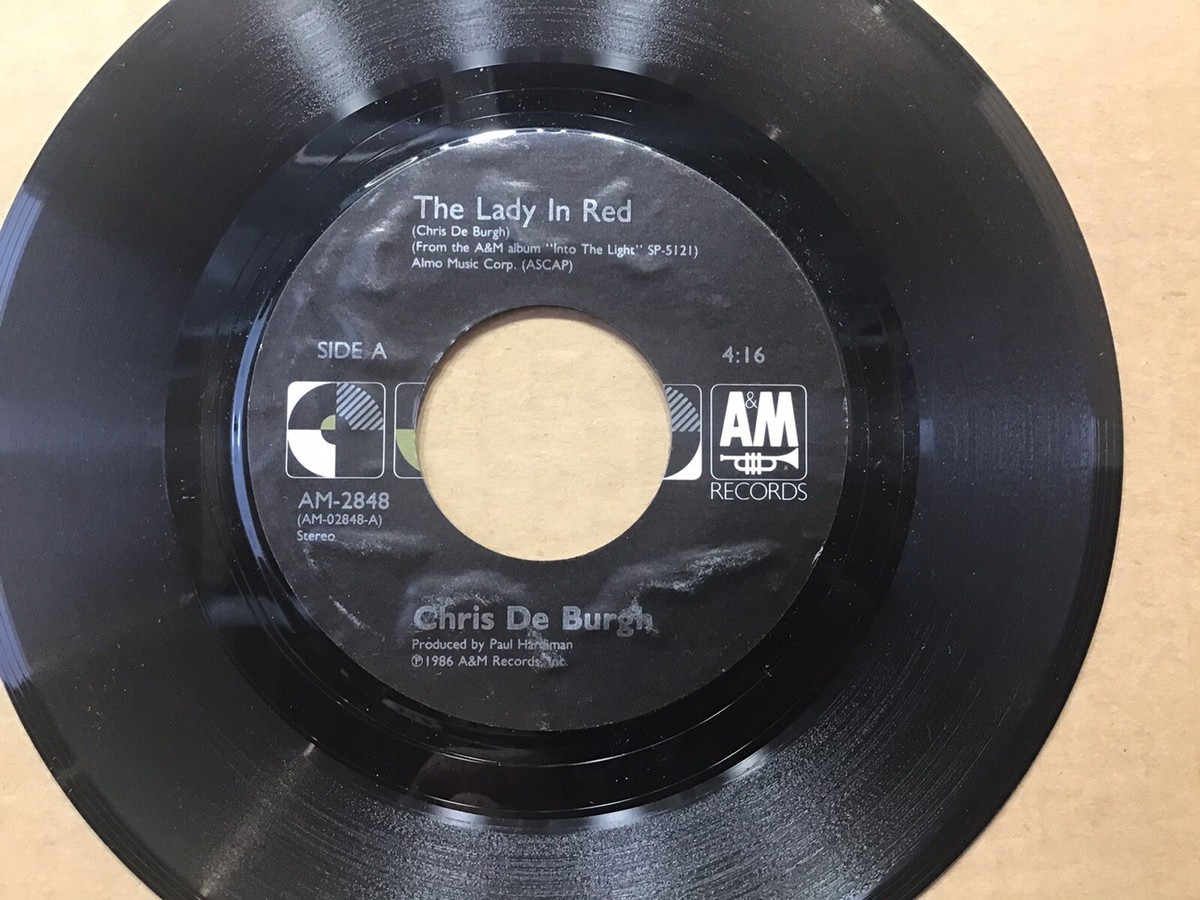 The Lady In Red
(Chris De Burgh)
(From the A&M album "Into The Light" SP-5121)
Almo Music Corp. (ASCAP)
SIDE A
4:16
A&M
RECORDS
AM-2848
(AM-02848-A)
Stereo
Chris De Burgh
Produced by Paul Hardiman
℗1986 A&M Records, Inc.